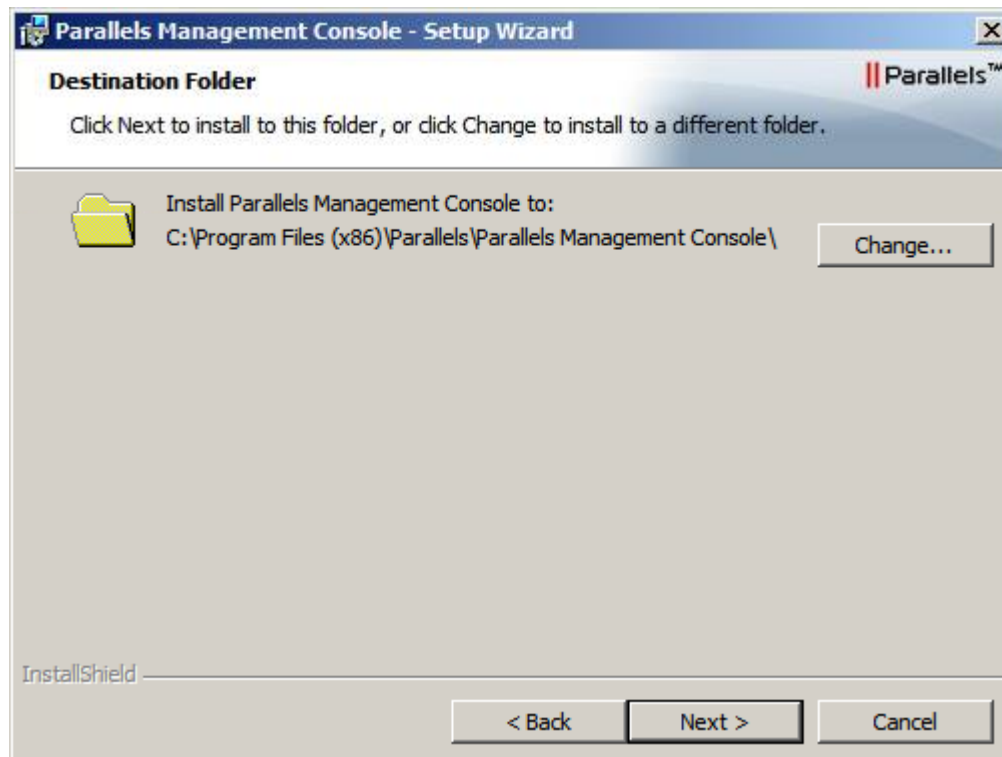 Parallels Management Console - Setup Wizard
Destination Folder
||Parallels™
Click Next to install to this folder, or click Change to install to a different folder.
Install Parallels Management Console to:
C:\Program Files (x86)\Parallels\Parallels Management Console\
Change...
InstallShield
< Back
Next >
Cancel